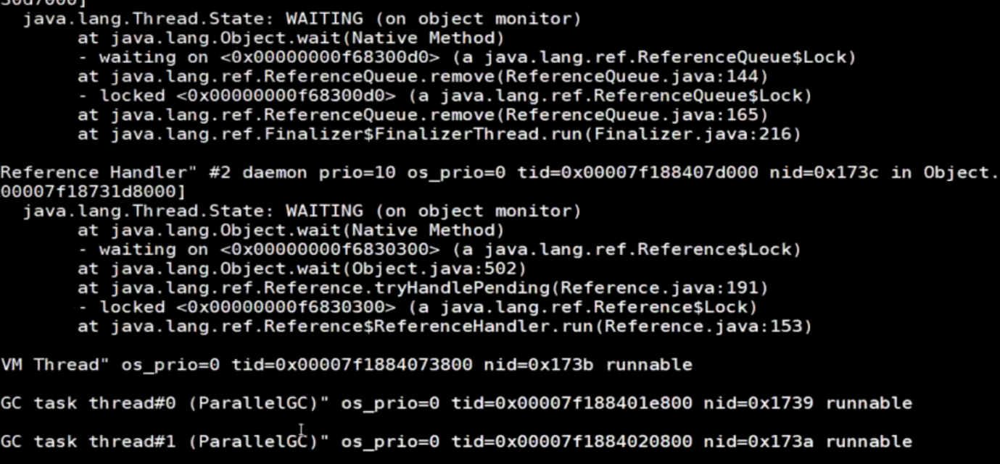 30d7000]
java.lang.Thread.State: WAITING (on object monitor)
at java.lang.Object.wait(Native Method)
- waiting on <0x00000000f68300d0> (a java.lang.ref.ReferenceQueue$Lock)
at java.lang.ref.ReferenceQueue.remove(ReferenceQueue.java:144)
- locked <0x00000000f68300d0> (a java.lang.ref.ReferenceQueue$Lock)
at java.lang.ref.ReferenceQueue.remove(ReferenceQueue.java:165)
at java.lang.ref.Finalizer$FinalizerThread.run(Finalizer.java:216)
Reference Handler" #2 daemon prio=10 os_prio=0 tid=0x00007f188407d000 nid=0x173c in Object.
00007f18731d8000]
java.lang.Thread.State: WAITING (on object monitor)
at java.lang.Object.wait(Native Method)
- waiting on <0x00000000f6830300> (a java.lang.ref.Reference$Lock)
at java.lang.Object.wait(Object.java:502)
at java.lang.ref.Reference.tryHandlePending(Reference.java:191)
- locked <0x00000000f6830300> (a java.lang.ref.Reference$Lock)
at java.lang.ref.Reference$ReferenceHandler.run(Reference.java:153)
VM Thread" os_prio=0 tid=0x00007f1884073800 nid=0x173b runnable
GC task thread#0 (ParallelGC)" os_prio=0 tid=0x00007f188401e800 nid=0x1739 runnable
GC task thread#1 (ParallelGC)" os_prio=0 tid=0x00007f1884020800 nid=0x173a runnable